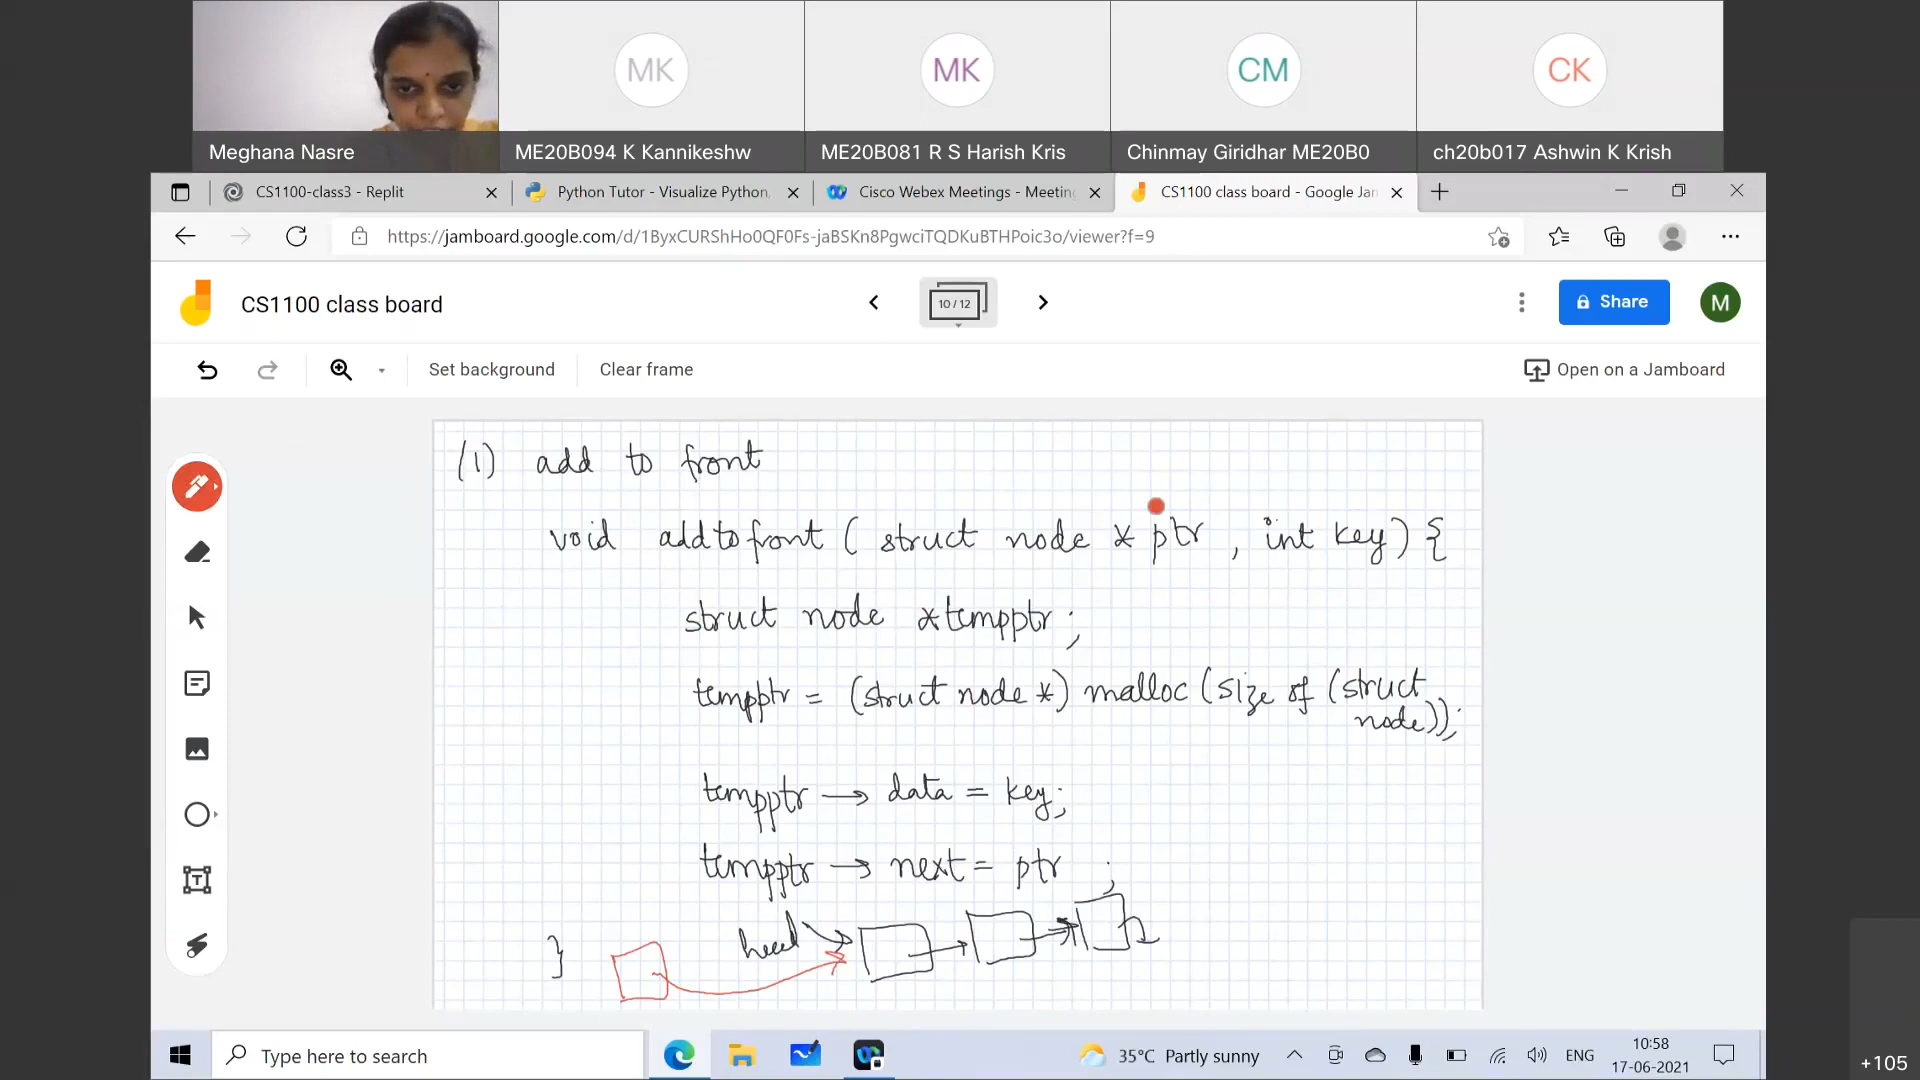 MK
MK
CM
CK
Meghana Nasre
ME20B094 K Kannikeshw
ME20B081 R S Harish Kris
Chinmay Giridhar ME20B0
ch20b017 Ashwin K Krish
CS1100-class3 - Replit
Python Tutor - Visualize Python,
Cisco Webex Meetings - Meetin
CS1100 class board - Google Jan
https://jamboard.google.com/d/1ByxCURShHo0QF0Fs-jaBSKn8PgwciTQDKuBTHPoic3o/viewer?f=9
CS1100 class board
10 / 12
Share
M
Set background
Clear frame
Open on a Jamboard
(1) add to front
void addtofront ( struct node * ptr , int key) {
struct node *tempptr ;
tempptr = (struct node *) malloc (size of (struct
node));
tempptr → data = key;
tempptr → next = ptr ;
head
}
Type here to search
35°C Partly sunny
ENG
10:58
17-06-2021
+105